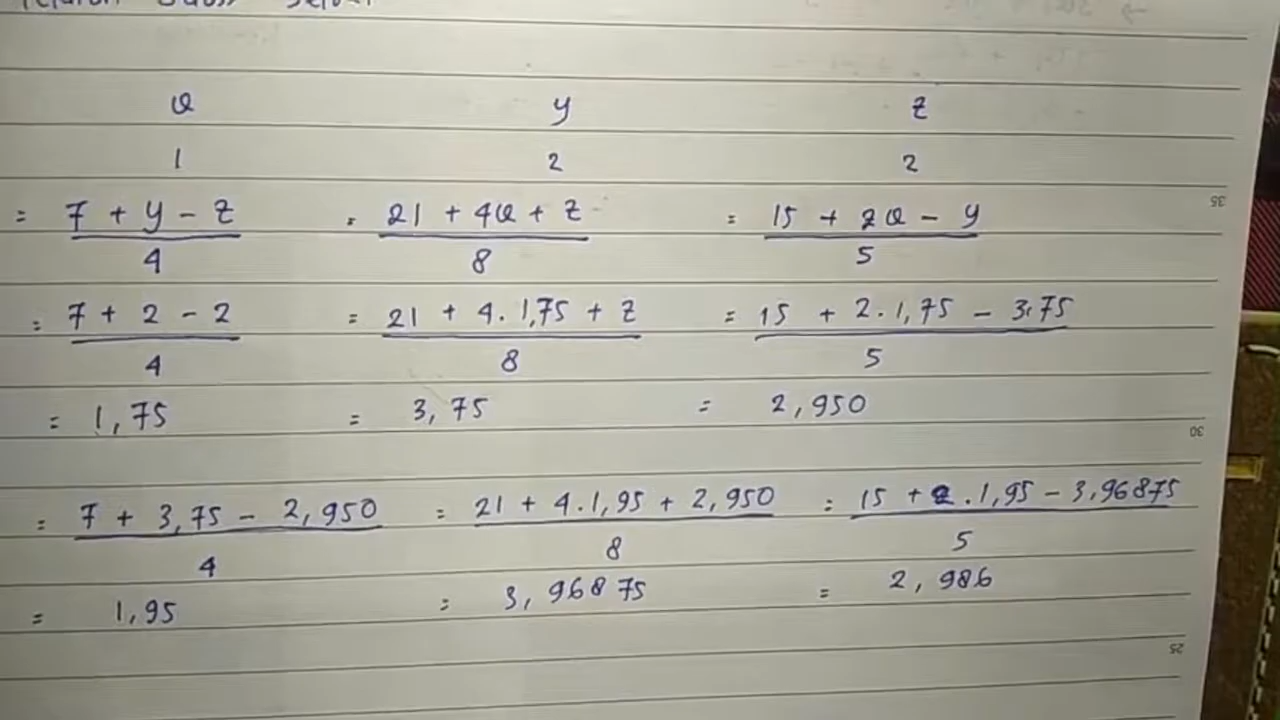 x y z
1 2 2
= 7 + y - z / 4 = 21 + 4x + z / 8 = 15 + 2x - y / 5
= 7 + 2 - 2 / 4 = 21 + 4 . 1,75 + z / 8 = 15 + 2 . 1,75 - 3,75 / 5
= 1,75 = 3,75 = 2,950
= 7 + 3,75 - 2,950 / 4 = 21 + 4 . 1,95 + 2,950 / 8 = 15 + 2 . 1,95 - 3,96875 / 5
= 1,95 = 3,96875 = 2,986
35
30
25